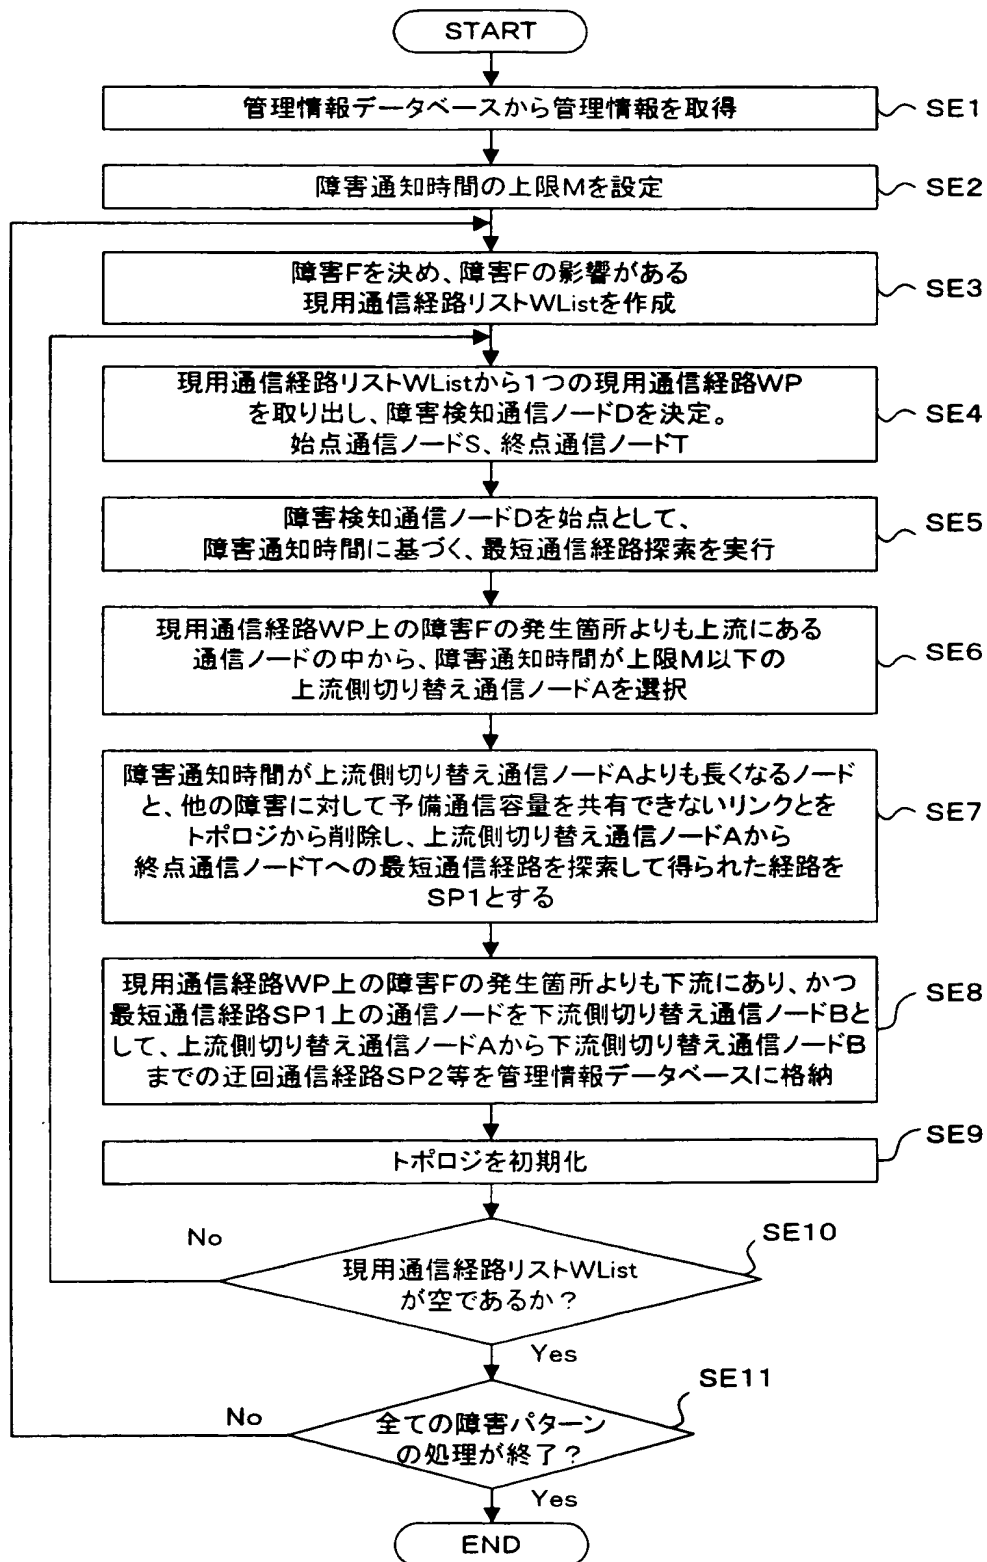 START
管理情報データベースから管理情報を取得
SE1
障害通知時間の上限Mを設定
SE2
障害Fを決め、障害Fの影響がある
現用通信経路リストWListを作成
SE3
現用通信経路リストWListから1つの現用通信経路WP
を取り出し、障害検知通信ノードDを決定。
始点通信ノードS、終点通信ノードT
SE4
障害検知通信ノードDを始点として、
障害通知時間に基づく、最短通信経路探索を実行
SE5
現用通信経路WP上の障害Fの発生箇所よりも上流にある
通信ノードの中から、障害通知時間が上限M以下の
上流側切り替え通信ノードAを選択
SE6
障害通知時間が上流側切り替え通信ノードAよりも長くなるノード
と、他の障害に対して予備通信容量を共有できないリンクとを
トポロジから削除し、上流側切り替え通信ノードAから
終点通信ノードTへの最短通信経路を探索して得られた経路を
SP1とする
SE7
現用通信経路WP上の障害Fの発生箇所よりも下流にあり、かつ
最短通信経路SP1上の通信ノードを下流側切り替え通信ノードBと
して、上流側切り替え通信ノードAから下流側切り替え通信ノードB
までの迂回通信経路SP2等を管理情報データベースに格納
SE8
トポロジを初期化
SE9
現用通信経路リストWList
が空であるか？
SE10
No
Yes
全ての障害パターン
の処理が終了？
SE11
No
Yes
END